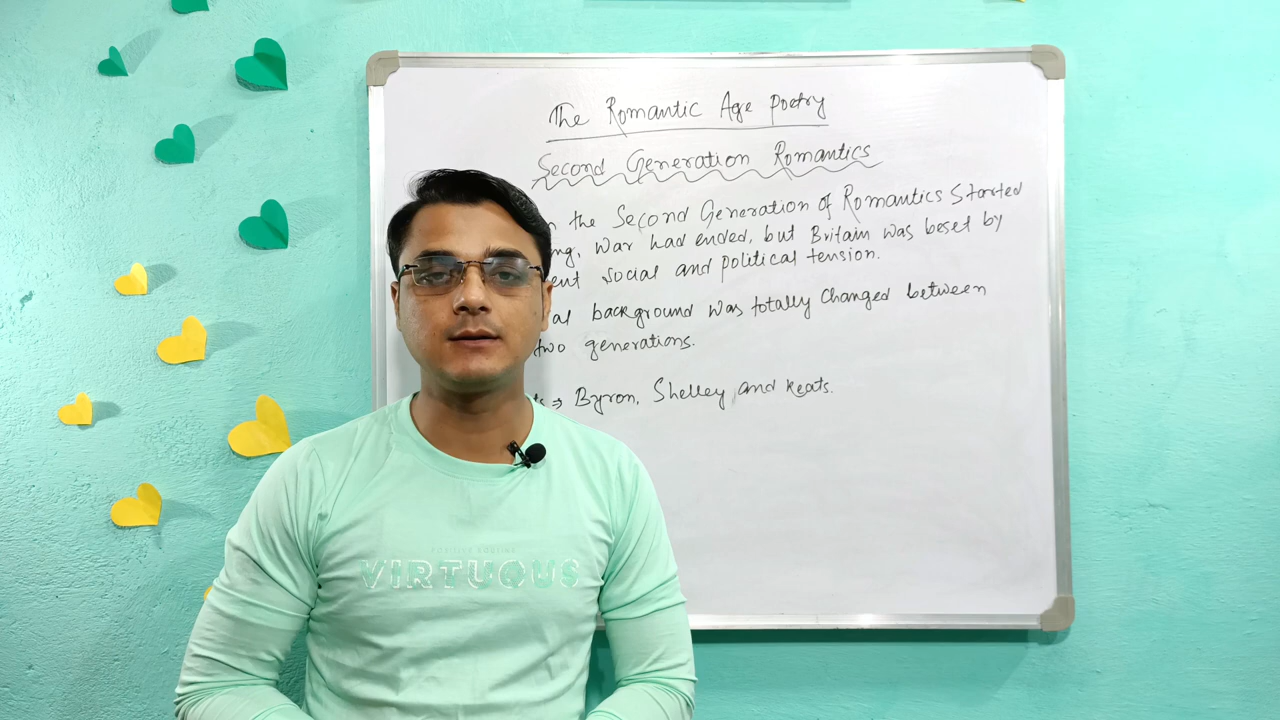 The Romantic Age Poetry
Second Generation Romantics
the Second Generation of Romantics Started
War had ended, but Britain was beset by
Social and political tension.
background was totally changed between
two generations.
⇒ Byron, Shelley, and Keats.
VIRTUOUS